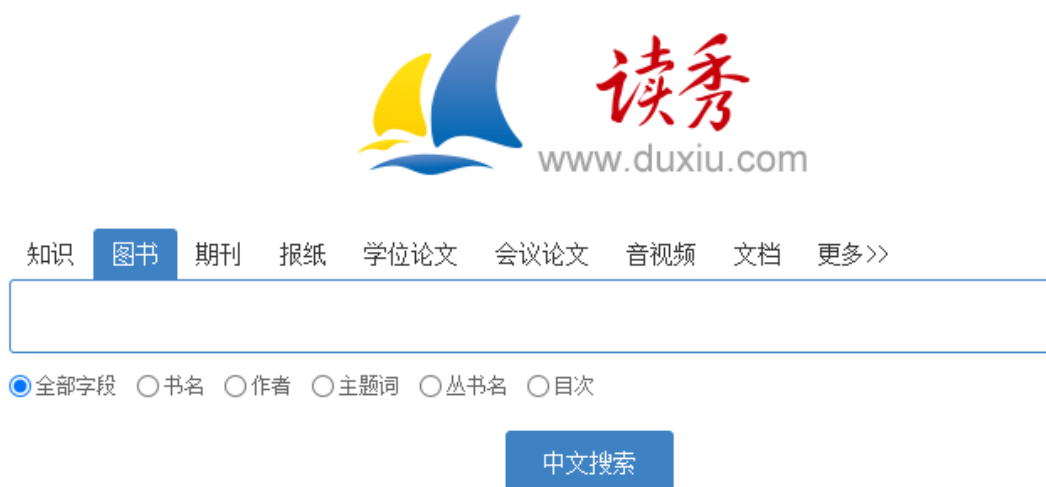 读秀
www.duxiu.com
知识 图书 期刊 报纸 学位论文 会议论文 音视频 文档 更多>>
全部字段 书名 作者 主题词 丛书名 目次
中文搜索